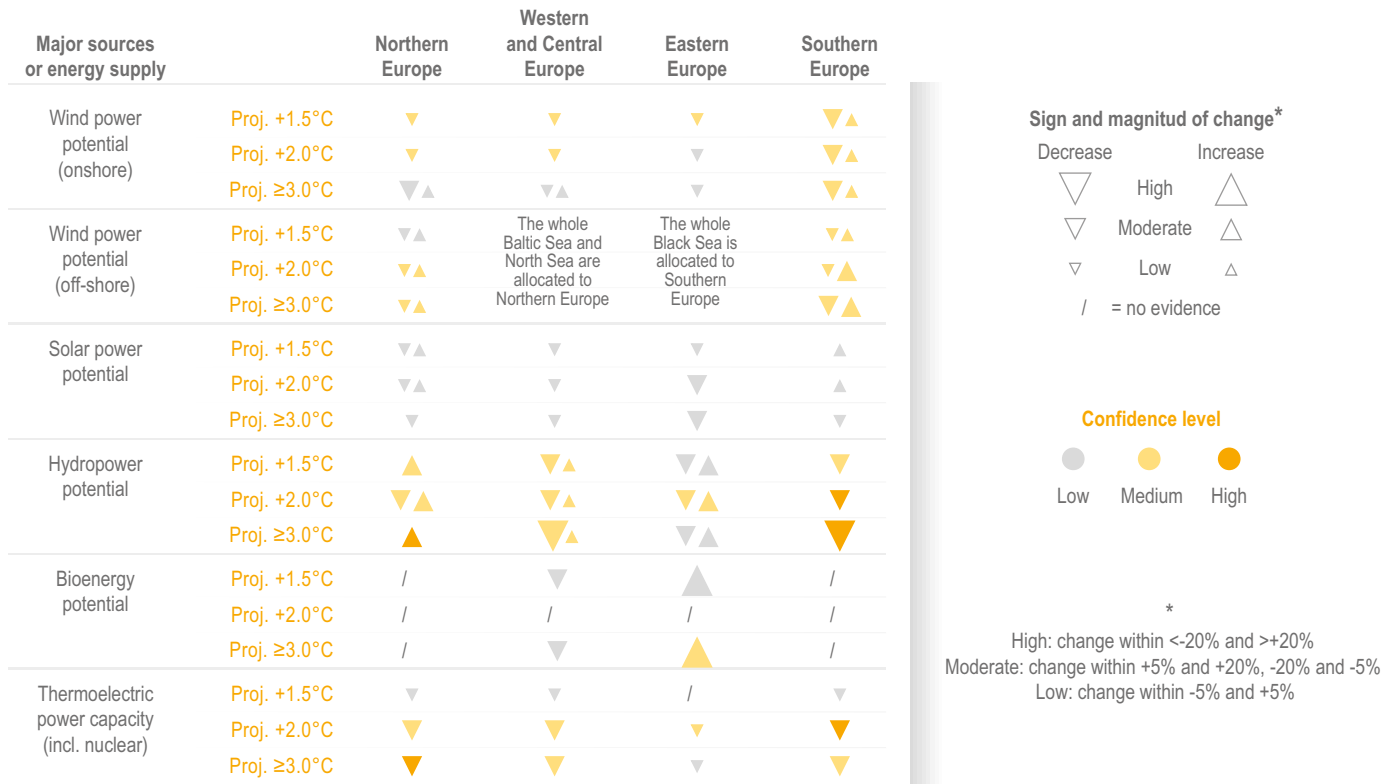 Major sources
or energy supply
Northern
Europe
Western
and Central
Europe
Eastern
Europe
Southern
Europe
Wind power
potential
(onshore)
Proj. +1.5°C
Proj. +2.0°C
Proj. ≥3.0°C
Wind power
potential
(off-shore)
Proj. +1.5°C
Proj. +2.0°C
Proj. ≥3.0°C
The whole
Baltic Sea and
North Sea are
allocated to
Northern Europe
The whole
Black Sea is
allocated to
Southern
Europe
Solar power
potential
Proj. +1.5°C
Proj. +2.0°C
Proj. ≥3.0°C
Hydropower
potential
Proj. +1.5°C
Proj. +2.0°C
Proj. ≥3.0°C
Bioenergy
potential
Proj. +1.5°C / /
Proj. +2.0°C / / / /
Proj. ≥3.0°C / /
Thermoelectric
power capacity
(incl. nuclear)
Proj. +1.5°C /
Proj. +2.0°C
Proj. ≥3.0°C
Sign and magnitud of change*
Decrease Increase
High
Moderate
Low
/ = no evidence
Confidence level
Low Medium High
*
High: change within <-20% and >+20%
Moderate: change within +5% and +20%, -20% and -5%
Low: change within -5% and +5%